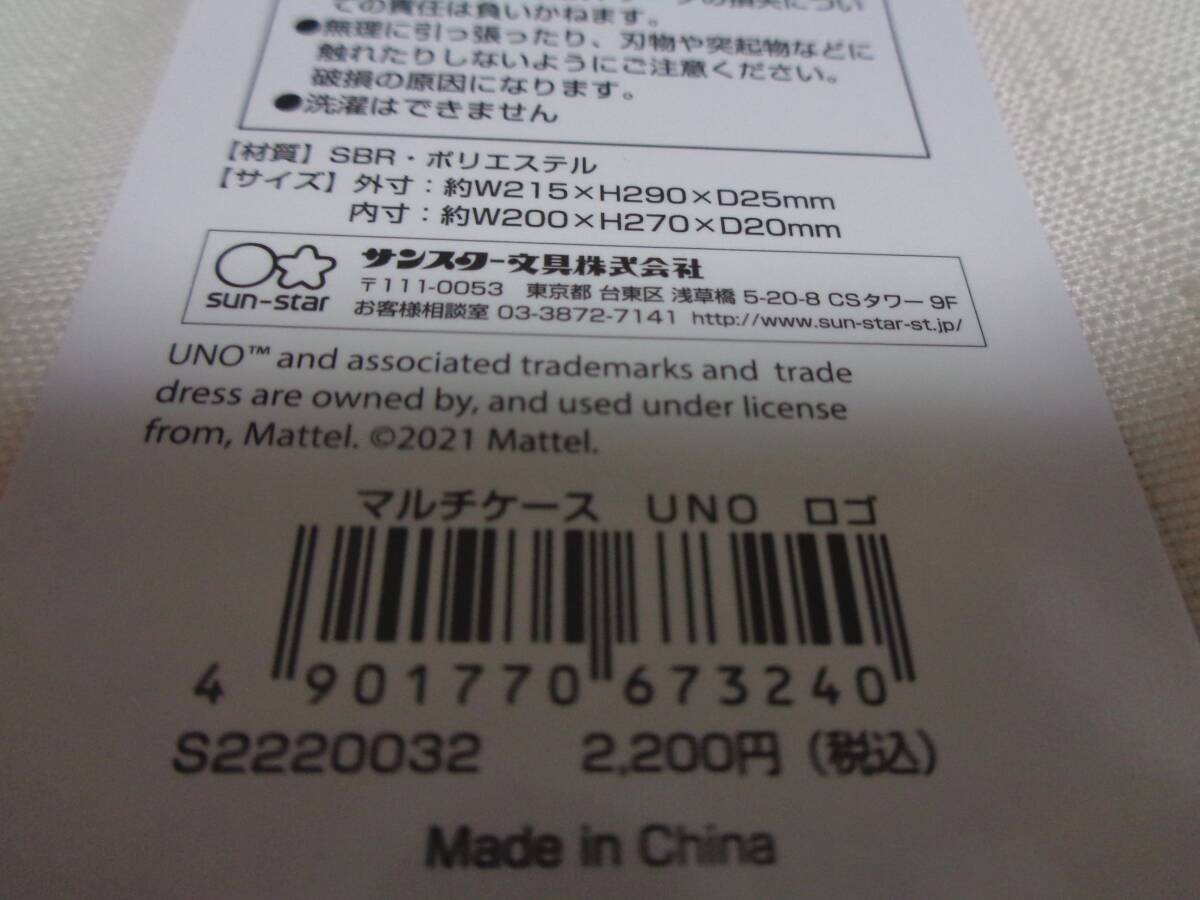 ての責任は負いかねます。
●無理に引っ張ったり、刃物や突起物などに
触れたりしないようにご注意ください。
破損の原因になります。
●洗濯はできません
【材質】SBR・ポリエステル
【サイズ】外寸：約W215×H290×D25mm
内寸：約W200×H270×D20mm
sun-star
サンスター文具株式会社
〒111-0053 東京都 台東区 浅草橋 5-20-8 CSタワー 9F
お客様相談室 03-3872-7141 http://www.sun-star-st.jp/
UNO™ and associated trademarks and trade
dress are owned by, and used under license
from, Mattel. ©2021 Mattel.
マルチケース UNO ロゴ
4 901770 673240
S2220032 2,200円（税込）
Made in China